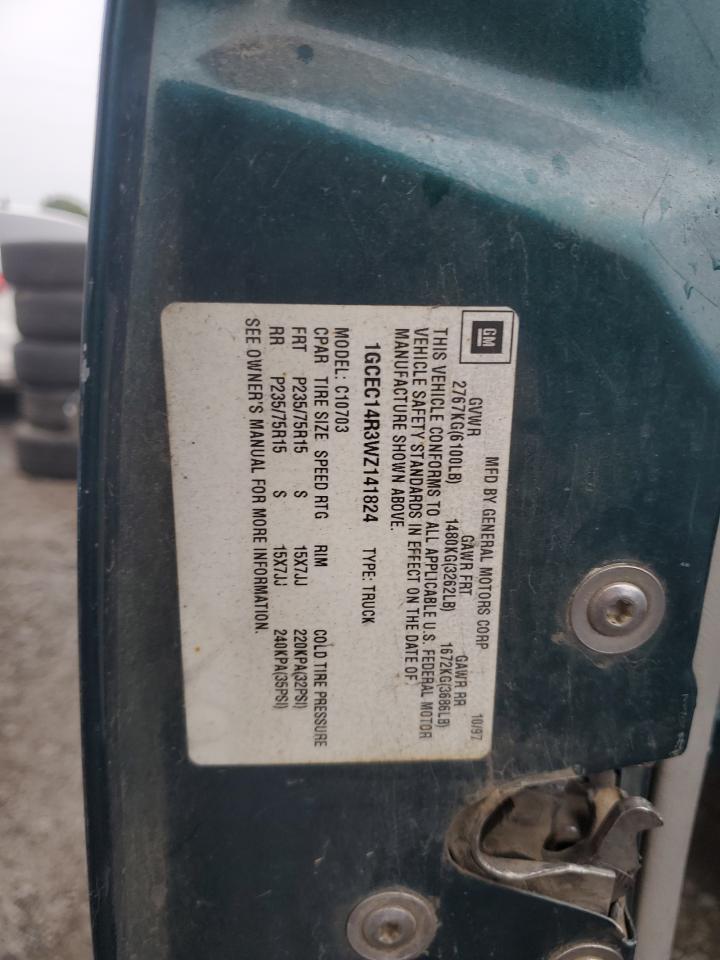 GM
MFD BY GENERAL MOTORS CORP 10/97
GVWR GAWR FRT GAWR RR
2767KG(6100LB) 1480KG(3262LB) 1672KG(3686LB)
THIS VEHICLE CONFORMS TO ALL APPLICABLE U.S. FEDERAL MOTOR
VEHICLE SAFETY STANDARDS IN EFFECT ON THE DATE OF
MANUFACTURE SHOWN ABOVE.
1GCEC14R3WZ141824 TYPE: TRUCK
MODEL: C10703
CPAR TIRE SIZE SPEED RTG RIM COLD TIRE PRESSURE
FRT P235/75R15 S 15X7JJ 220KPA(32PSI)
RR P235/75R15 S 15X7JJ 240KPA(35PSI)
SEE OWNER'S MANUAL FOR MORE INFORMATION.